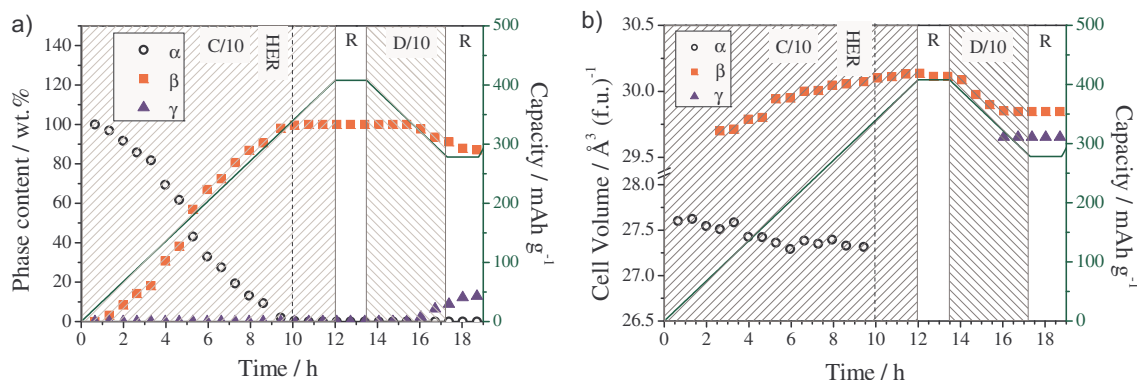 a)
Phase content / wt.%
140
120
100
80
60
40
20
0
α
β
γ
C/10
HER
R
D/10
R
500
400
300
200
100
0
Capacity / mAh g⁻¹
0 2 4 6 8 10 12 14 16 18
Time / h
b)
Cell Volume / Å³ (f.u.)⁻¹
30.5
30.0
29.5
28.0
27.5
27.0
26.5
α
β
γ
C/10
HER
R
D/10
R
500
400
300
200
100
0
Capacity / mAh g⁻¹
0 2 4 6 8 10 12 14 16 18
Time / h